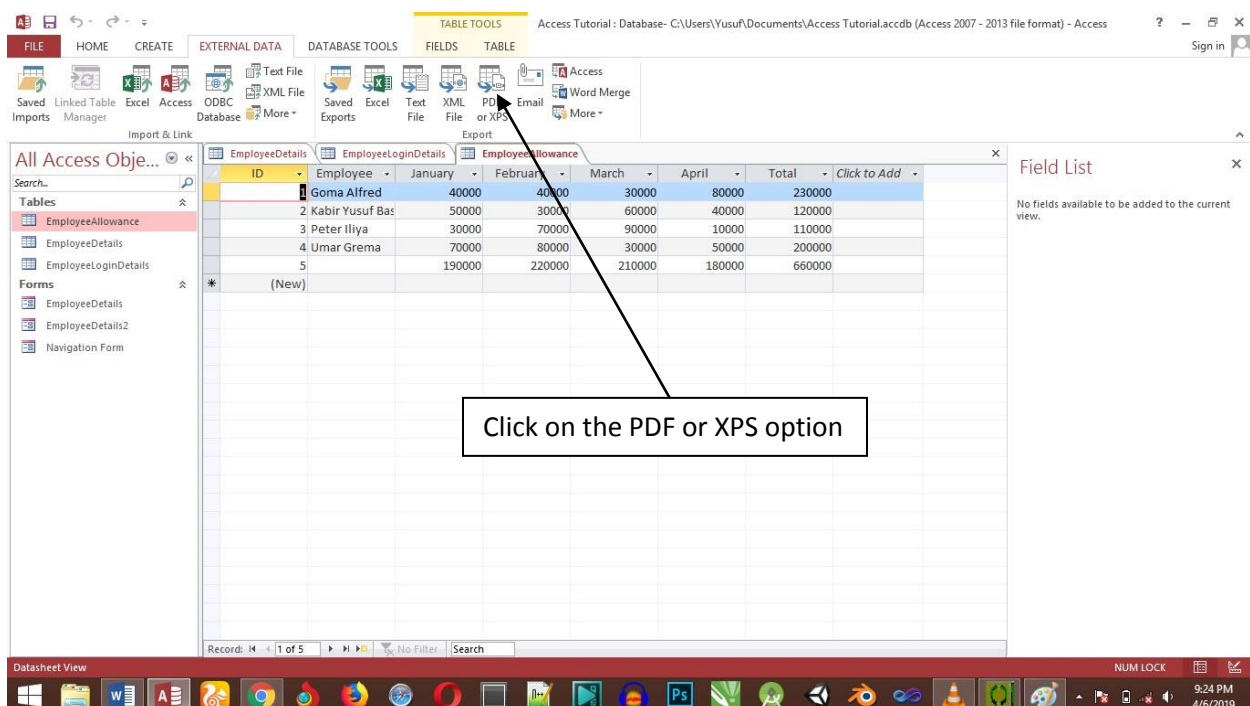 TABLE TOOLS Access Tutorial : Database- C:\Users\Yusuf\Documents\Access Tutorial.accdb (Access 2007 - 2013 file format) - Access ?
FILE HOME CREATE EXTERNAL DATA DATABASE TOOLS FIELDS TABLE Sign in
Saved Imports
Linked Table Manager
Excel
Access
ODBC Database
Text File
XML File
More
Import & Link
Saved Exports
Excel
Text File
XML File
PDF or XPS
Email
Access
Word Merge
More
Export
All Access Obje...
Search...
Tables
EmployeeAllowance
EmployeeDetails
EmployeeLoginDetails
Forms
EmployeeDetails
EmployeeDetails2
Navigation Form
EmployeeDetails EmployeeLoginDetails EmployeeAllowance
ID Employee January February March April Total Click to Add
1 Goma Alfred 40000 40000 30000 80000 230000
2 Kabir Yusuf Bas 50000 30000 60000 40000 120000
3 Peter Iliya 30000 70000 90000 10000 110000
4 Umar Grema 70000 80000 30000 50000 200000
5 190000 220000 210000 180000 660000
* (New)
Click on the PDF or XPS option
Field List
No fields available to be added to the current
view.
Record: 1 of 5 No Filter Search
Datasheet View NUM LOCK
Ps
9:24 PM
4/6/2019